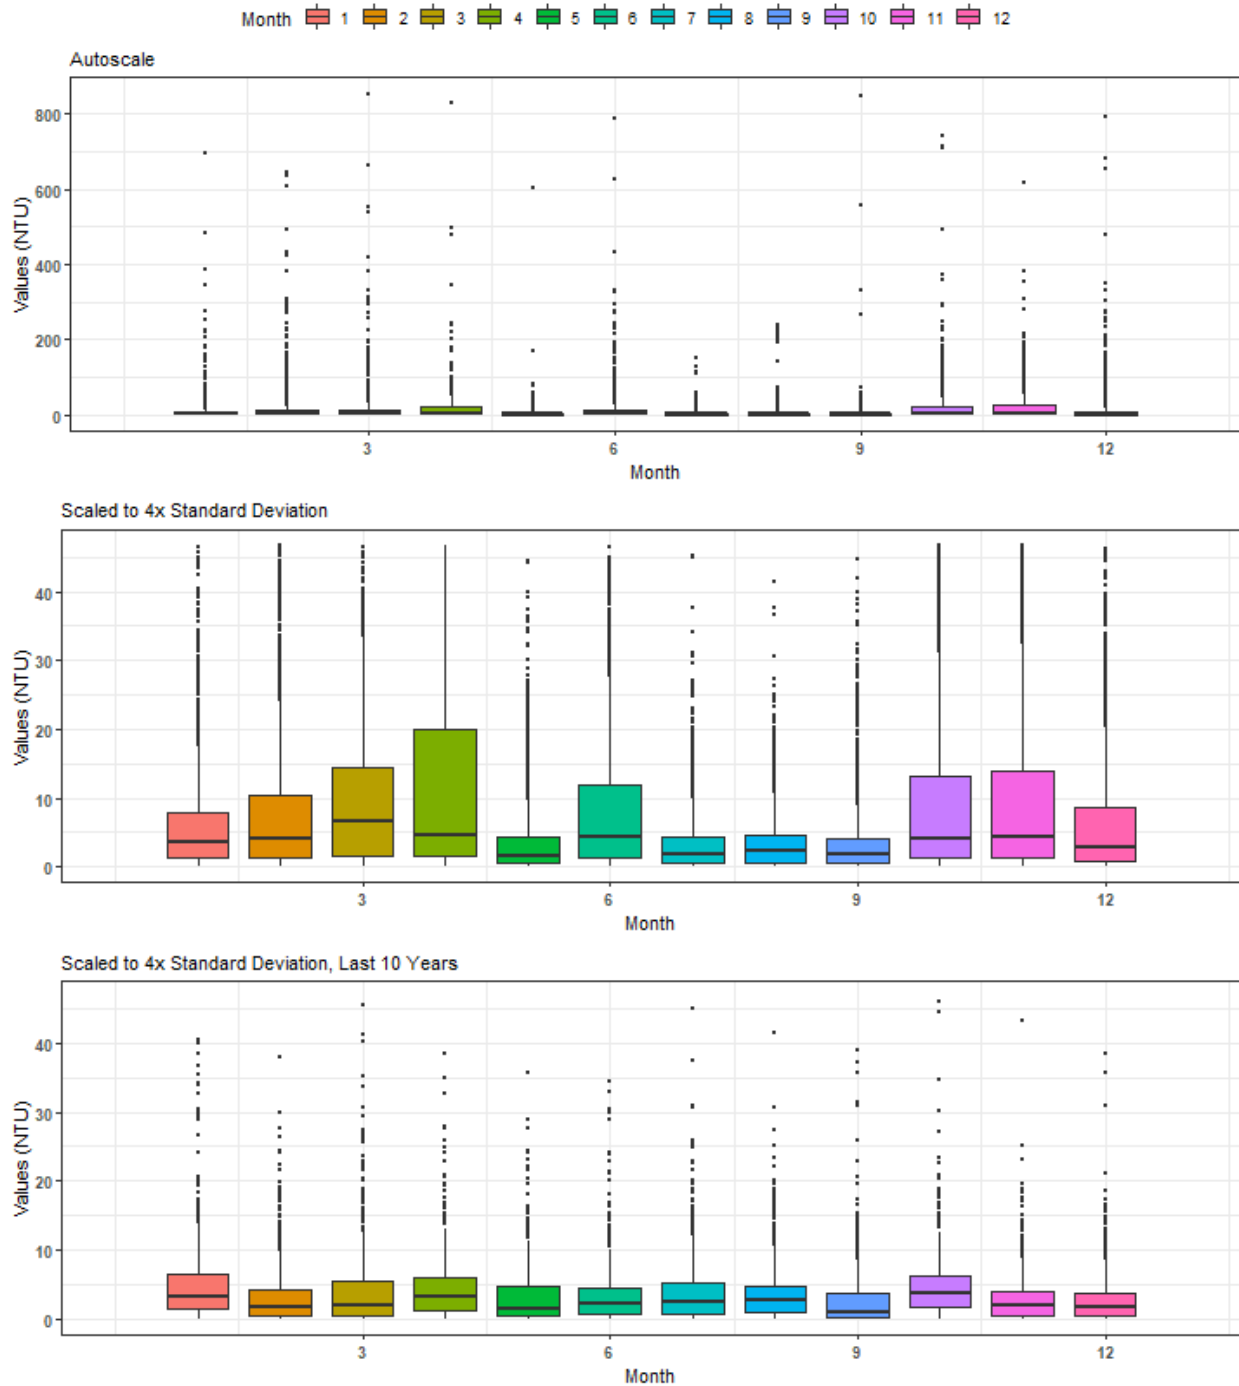 Month 1 2 3 4 5 6 7 8 9 10 11 12
Autoscale
Values (NTU)
800
600
400
200
0
3 6 9 12
Month
Scaled to 4x Standard Deviation
Values (NTU)
40
30
20
10
0
3 6 9 12
Month
Scaled to 4x Standard Deviation, Last 10 Years
Values (NTU)
40
30
20
10
0
3 6 9 12
Month